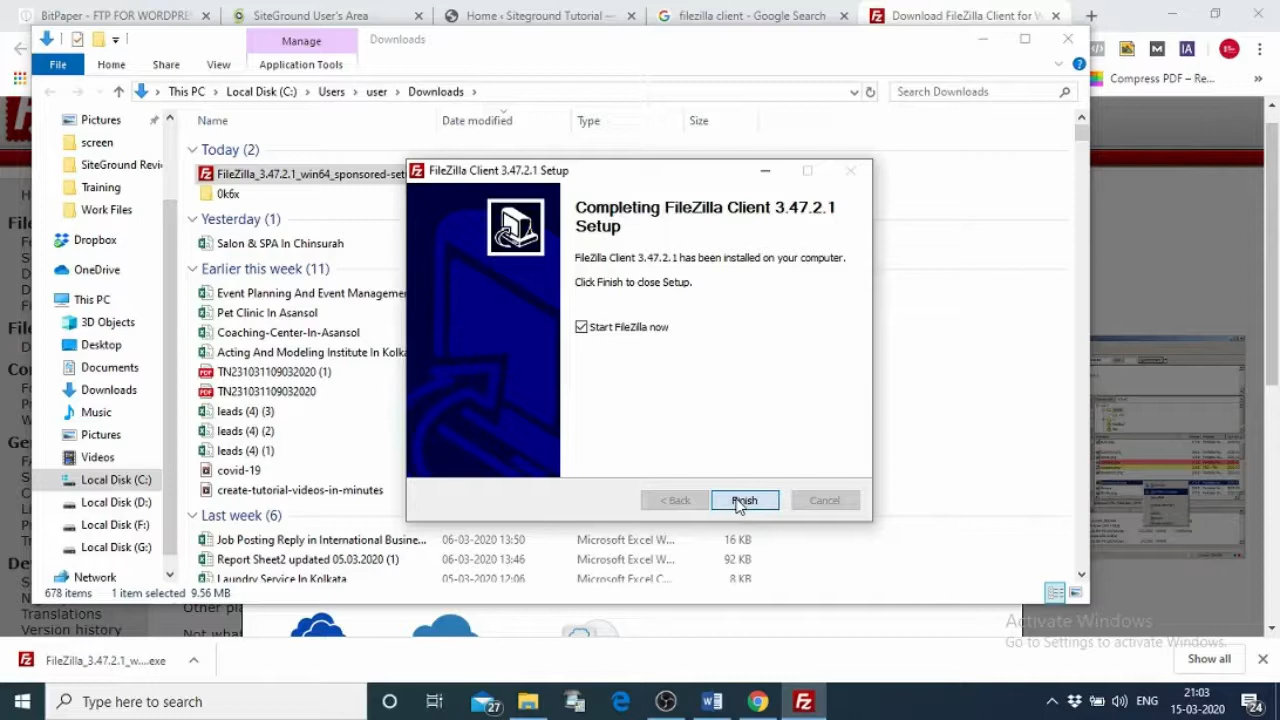 BitPaper - FTP FOR WORDPRE
SiteGround User's Area
Home ‹ Siteground Tutorial —
filezilla client - Google Search
Download FileZilla Client for W
Manage
Downloads
File
Home
Share
View
Application Tools
Compress PDF – Re...
This PC > Local Disk (C:) > Users > user > Downloads >
Search Downloads
Pictures
screen
SiteGround Revi
Training
Work Files
Dropbox
OneDrive
This PC
3D Objects
Desktop
Documents
Downloads
Music
Pictures
Videos
Local Disk (C:)
Local Disk (D:)
Local Disk (F:)
Local Disk (G:)
Network
Name
Date modified
Type
Size
Today (2)
FileZilla_3.47.2.1_win64_sponsored-set
0k6x
Yesterday (1)
Salon & SPA In Chinsurah
Earlier this week (11)
Event Planning And Event Managemer
Pet Clinic In Asansol
Coaching-Center-In-Asansol
Acting And Modeling Institute In Kolka
TN231031109032020 (1)
TN231031109032020
leads (4) (3)
leads (4) (2)
leads (4) (1)
covid-19
create-tutorial-videos-in-minutes
Last week (6)
Job Posting Reply in International Busine...
06-03-2020 13:50
Microsoft Excel W...
16 KB
Report Sheet2 updated 05.03.2020 (1)
06-03-2020 13:46
Microsoft Excel W...
92 KB
Laundry Service In Kolkata
05-03-2020 12:06
Microsoft Excel C...
8 KB
FileZilla Client 3.47.2.1 Setup
Completing FileZilla Client 3.47.2.1
Setup
FileZilla Client 3.47.2.1 has been installed on your computer.
Click Finish to close Setup.
Start FileZilla now
< Back
Finish
Cancel
678 items
1 item selected 9.56 MB
Translations
Version history
Other pl
Not what
Activate Windows
Go to Settings to activate Windows.
FileZilla_3.47.2.1_w....exe
Show all
Type here to search
27
ENG
21:03
15-03-2020
24